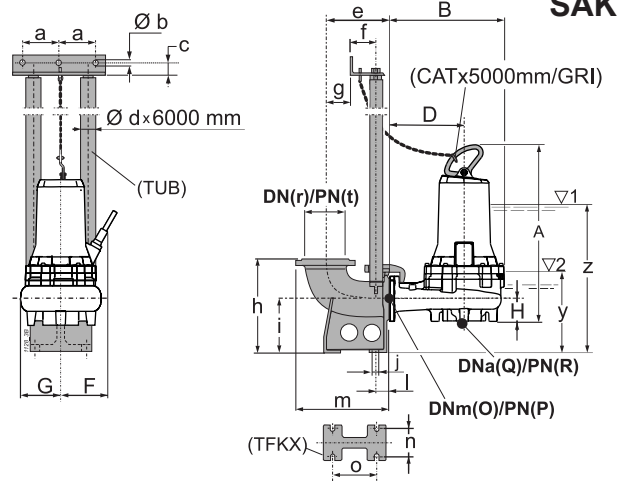 SAK
a
a
Ø b
c
e
B
f
g
(CATx5000mm/GRI)
D
Ø d×6000 mm
(TUB)
DN(r)/PN(t)
▽1
A
▽2
z
h
i
H
y
j
l
DNa(Q)/PN(R)
G
F
m
DNm(O)/PN(P)
(TFKX)
n
o